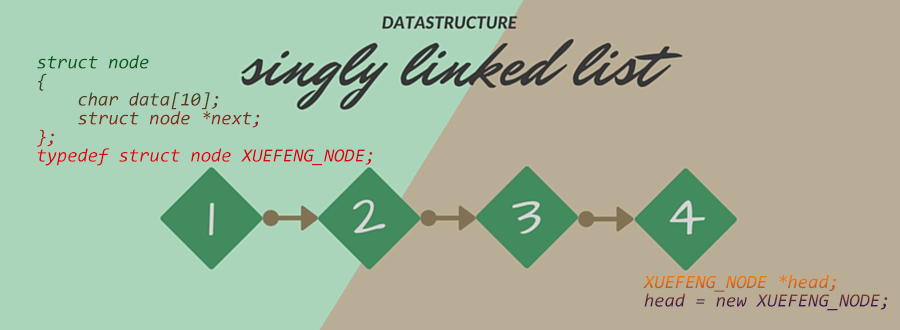 DATASTRUCTURE
singly linked list
struct node
{
    char data[10];
    struct node *next;
};
typedef struct node XUEFENG_NODE;
1
2
3
4
XUEFENG_NODE *head;
head = new XUEFENG_NODE;